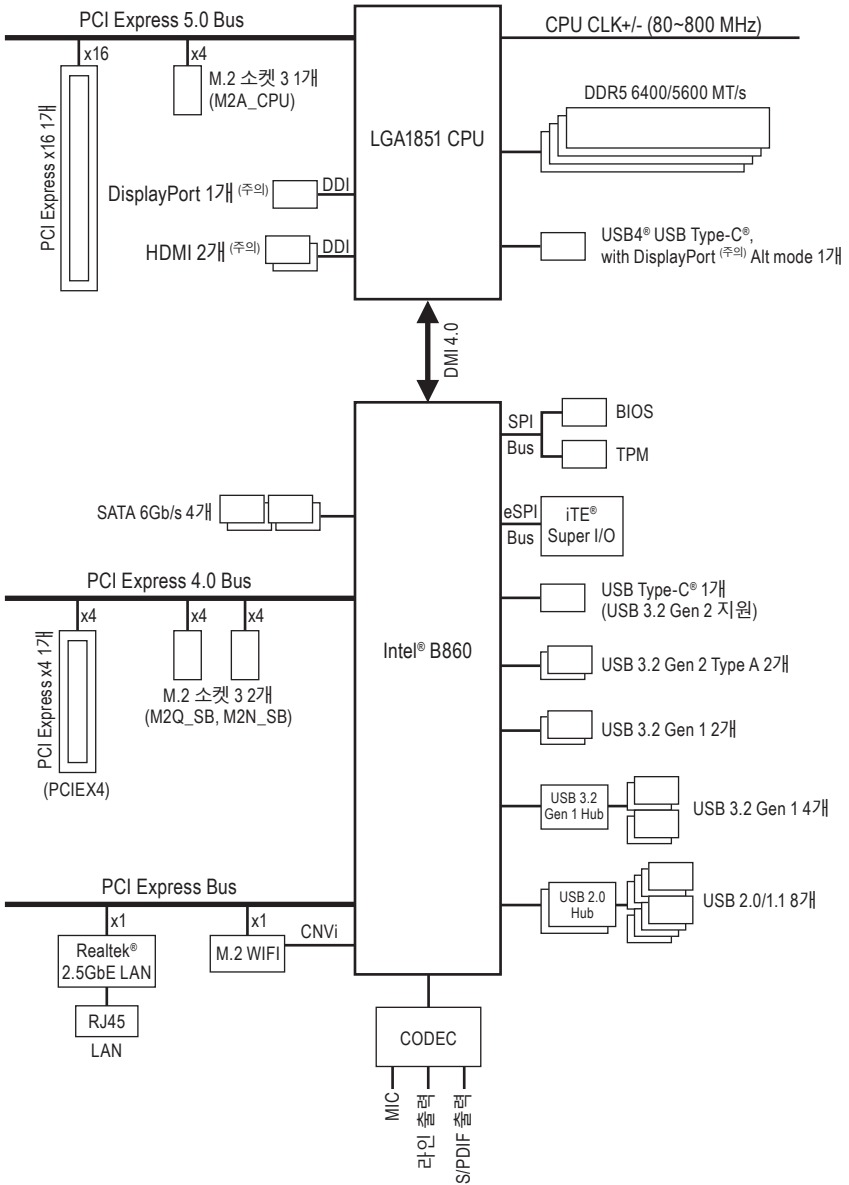 PCI Express 5.0 Bus
CPU CLK+/- (80~800 MHz)
x16
x4
PCI Express x16 1개
M.2 소켓 3 1개
(M2A_CPU)
LGA1851 CPU
DDR5 6400/5600 MT/s
DisplayPort 1개 (주의)
DDI
HDMI 2개 (주의)
DDI
USB4® USB Type-C®,
with DisplayPort (주의) Alt mode 1개
DMI 4.0
SPI
Bus
BIOS
TPM
SATA 6Gb/s 4개
eSPI
Bus
iTE®
Super I/O
PCI Express 4.0 Bus
x4
x4
x4
PCI Express x4 1개
(PCIEX4)
M.2 소켓 3 2개
(M2Q_SB, M2N_SB)
Intel® B860
USB Type-C® 1개
(USB 3.2 Gen 2 지원)
USB 3.2 Gen 2 Type A 2개
USB 3.2 Gen 1 2개
USB 3.2
Gen 1 Hub
USB 3.2 Gen 1 4개
USB 2.0
Hub
USB 2.0/1.1 8개
PCI Express Bus
x1
x1
CNVi
Realtek®
2.5GbE LAN
M.2 WIFI
RJ45
LAN
CODEC
MIC
라인 출력
S/PDIF 출력